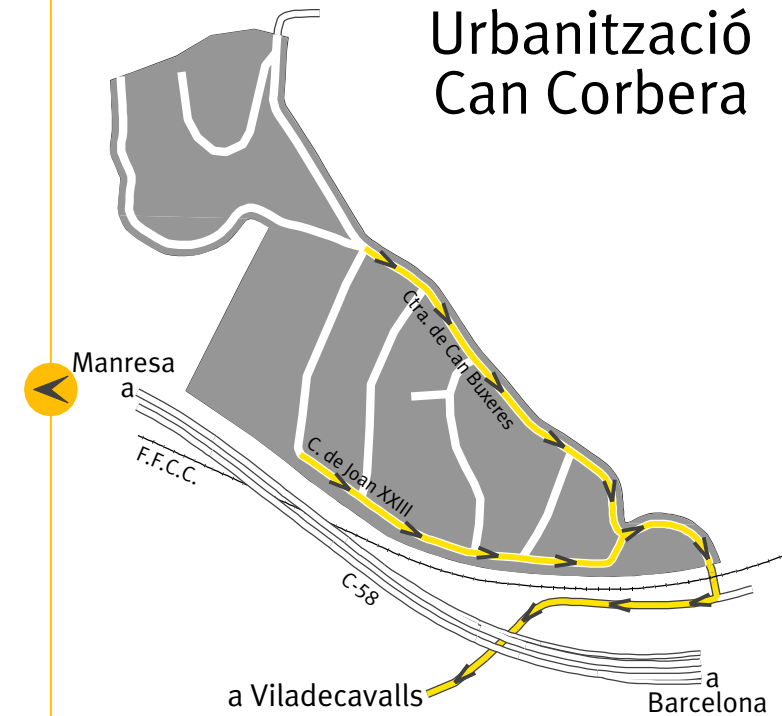 Urbanització
Can Corbera
Ctra. de Can Buxeres
Manresa
a
F.F.C.C.
C. de Joan XXIII
C-58
a Viladecavalls
a
Barcelona